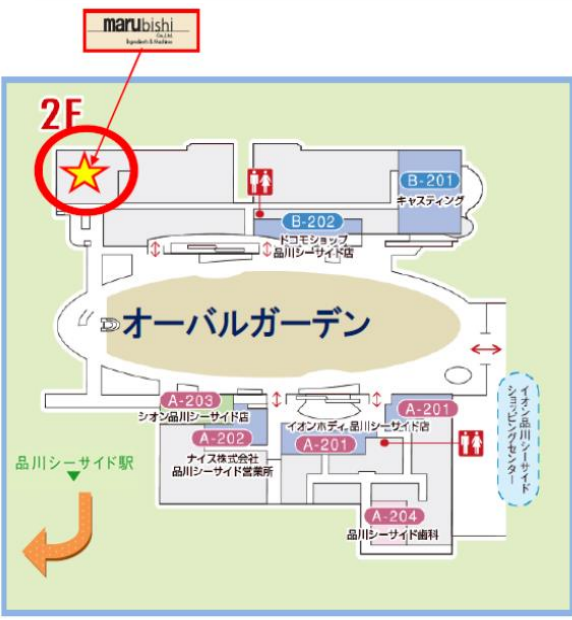 marubishi
Co.,Ltd.
Ingredients & Machines
2F
B-201
キャスティング
B-202
ドコモショップ
品川シーサイド店
オーバルガーデン
A-203
シオン品川シーサイド店
A-202
ナイス株式会社
品川シーサイド営業所
イオンボディ 品川シーサイド店
A-201
A-201
A-204
品川シーサイド歯科
品川シーサイド駅
イオン品川シーサイド
ショッピングセンター